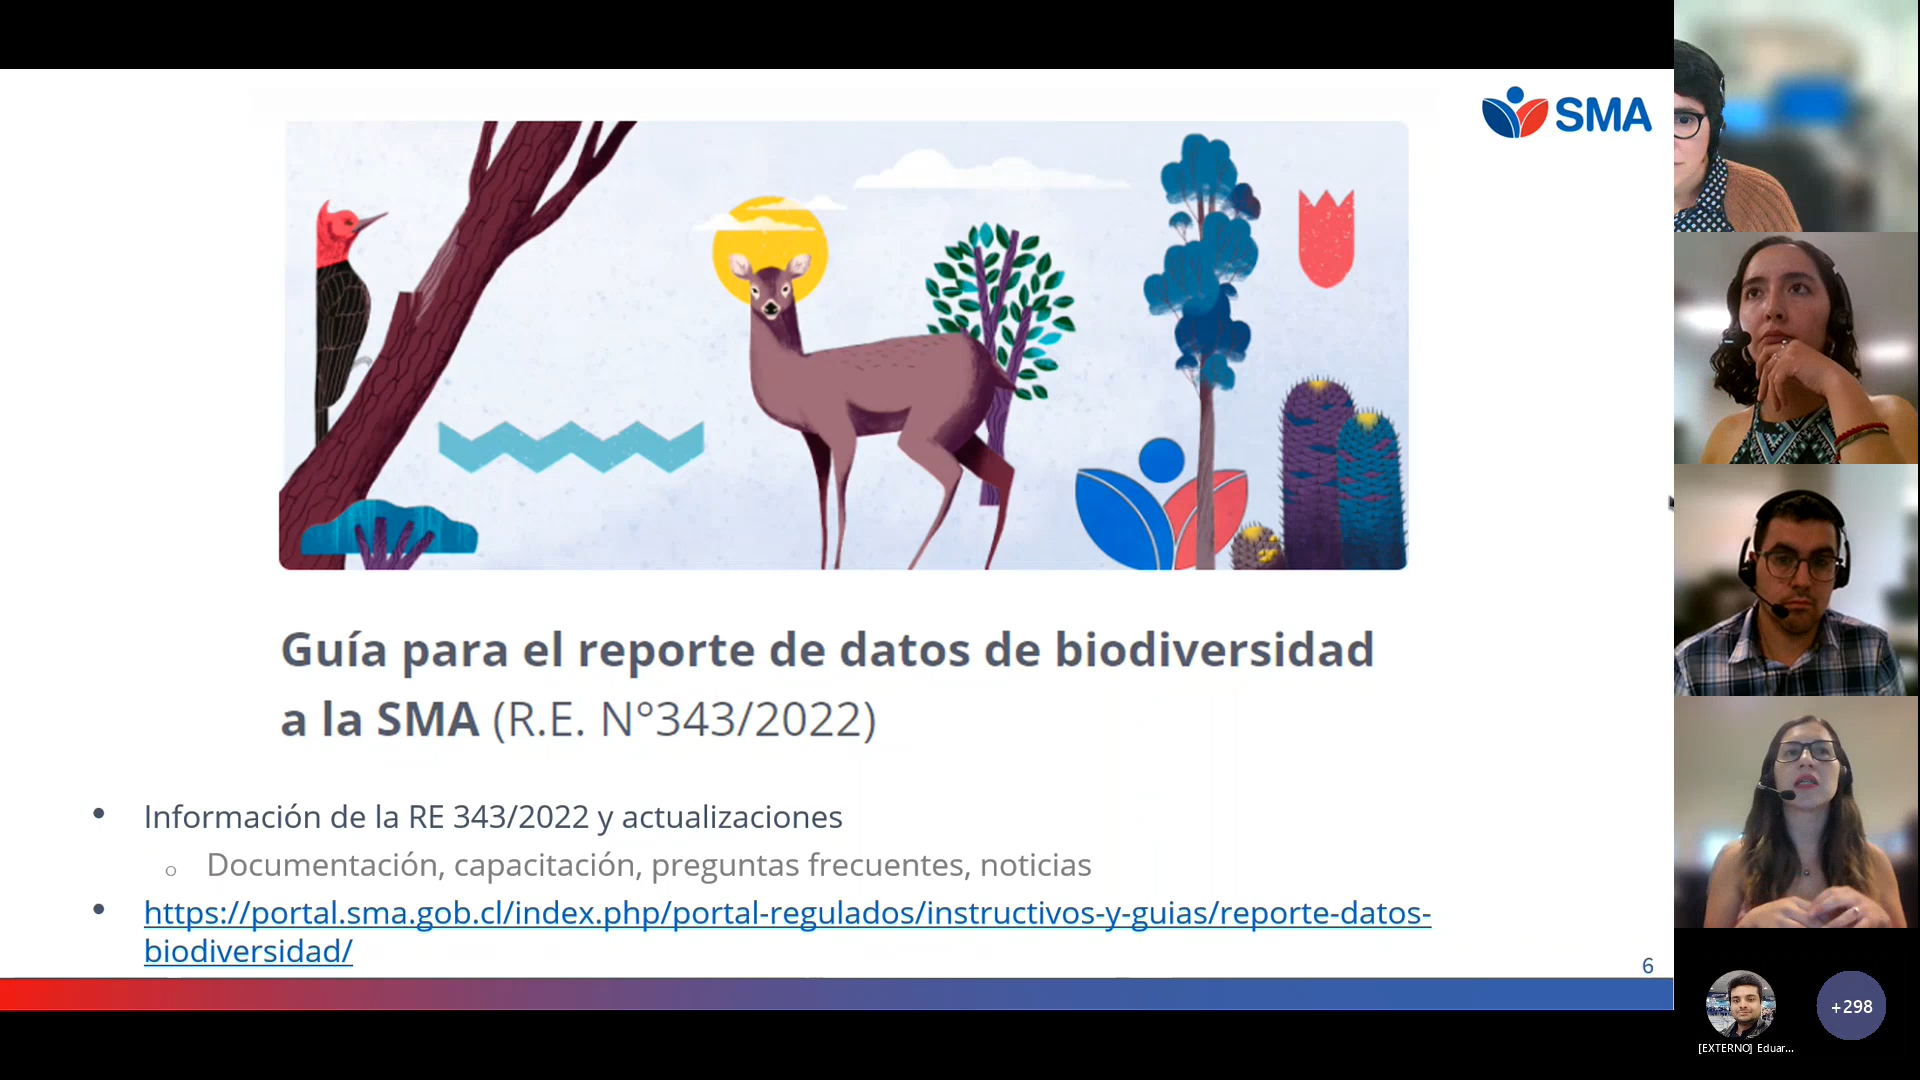 SMA
Guía para el reporte de datos de biodiversidad
a la SMA (R.E. N°343/2022)
• Información de la RE 343/2022 y actualizaciones
o Documentación, capacitación, preguntas frecuentes, noticias
• https://portal.sma.gob.cl/index.php/portal-regulados/instructivos-y-guias/reporte-datos-
biodiversidad/
6
+298
[EXTERNO] Eduar...